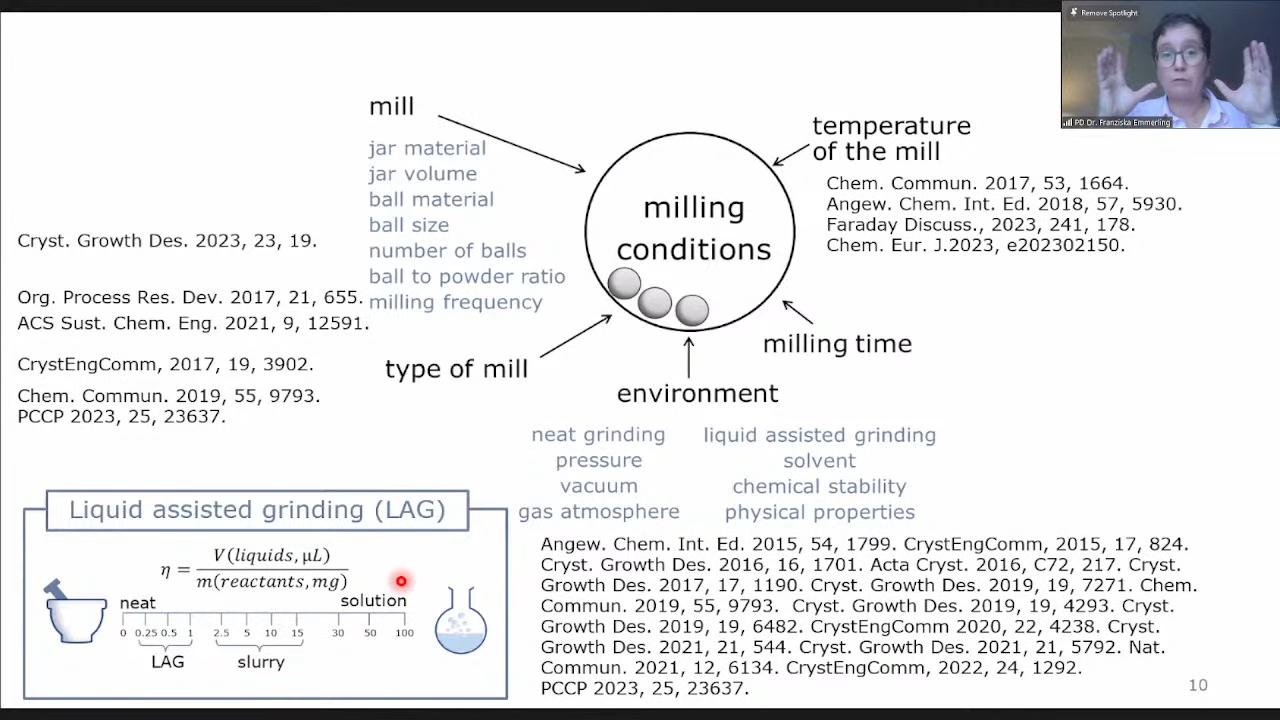 Remove Spotlight
PD Dr. Franziska Emmerling
mill
jar material
jar volume
ball material
ball size
number of balls
ball to powder ratio
milling frequency
Cryst. Growth Des. 2023, 23, 19.
Org. Process Res. Dev. 2017, 21, 655.
ACS Sust. Chem. Eng. 2021, 9, 12591.
CrystEngComm, 2017, 19, 3902.
Chem. Commun. 2019, 55, 9793.
PCCP 2023, 25, 23637.
type of mill
milling
conditions
temperature
of the mill
Chem. Commun. 2017, 53, 1664.
Angew. Chem. Int. Ed. 2018, 57, 5930.
Faraday Discuss., 2023, 241, 178.
Chem. Eur. J.2023, e202302150.
milling time
environment
neat grinding
pressure
vacuum
gas atmosphere
liquid assisted grinding
solvent
chemical stability
physical properties
Angew. Chem. Int. Ed. 2015, 54, 1799. CrystEngComm, 2015, 17, 824.
Cryst. Growth Des. 2016, 16, 1701. Acta Cryst. 2016, C72, 217. Cryst.
Growth Des. 2017, 17, 1190. Cryst. Growth Des. 2019, 19, 7271. Chem.
Commun. 2019, 55, 9793. Cryst. Growth Des. 2019, 19, 4293. Cryst.
Growth Des. 2019, 19, 6482. CrystEngComm 2020, 22, 4238. Cryst.
Growth Des. 2021, 21, 544. Cryst. Growth Des. 2021, 21, 5792. Nat.
Commun. 2021, 12, 6134. CrystEngComm, 2022, 24, 1292.
PCCP 2023, 25, 23637.
Liquid assisted grinding (LAG)
η = V(liquids, μL) / m(reactants, mg)
neat solution
0 0.25 0.5 1 2.5 5 10 15 30 50 100
LAG slurry
10